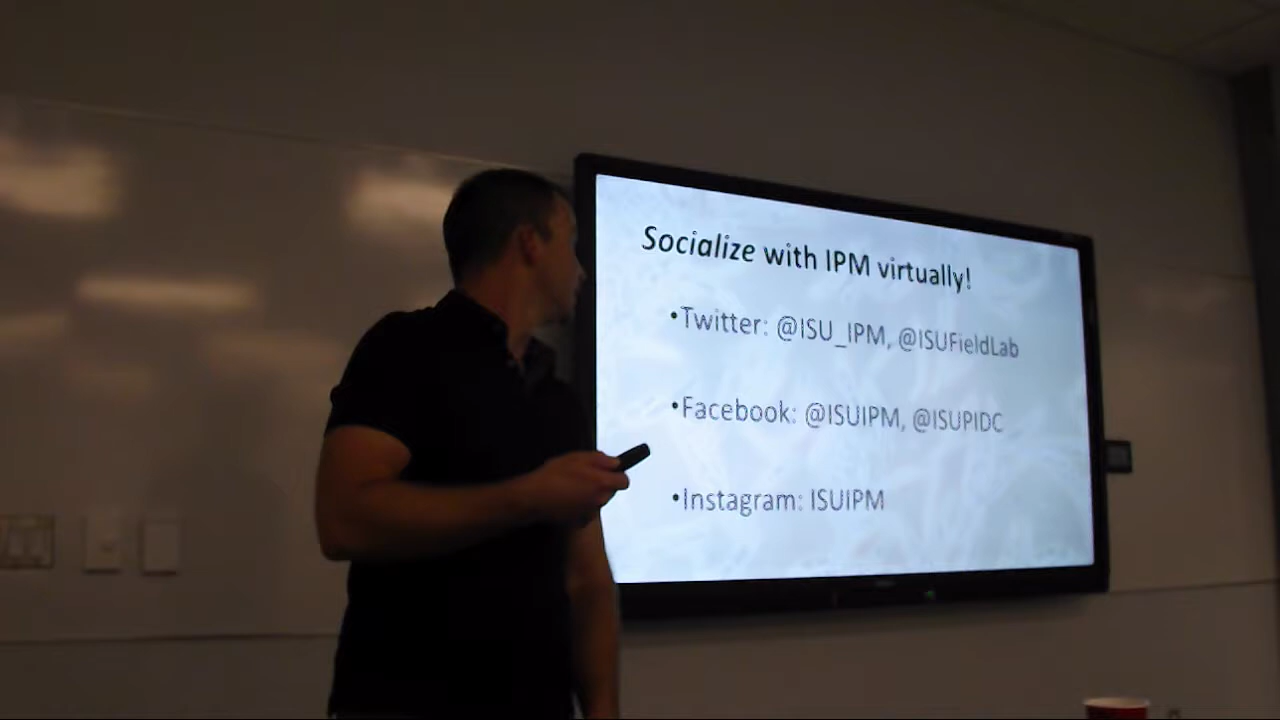 Socialize with IPM virtually!
•Twitter: @ISU_IPM, @ISUFieldLab
•Facebook: @ISUIPM, @ISUPIDC
•Instagram: ISUIPM